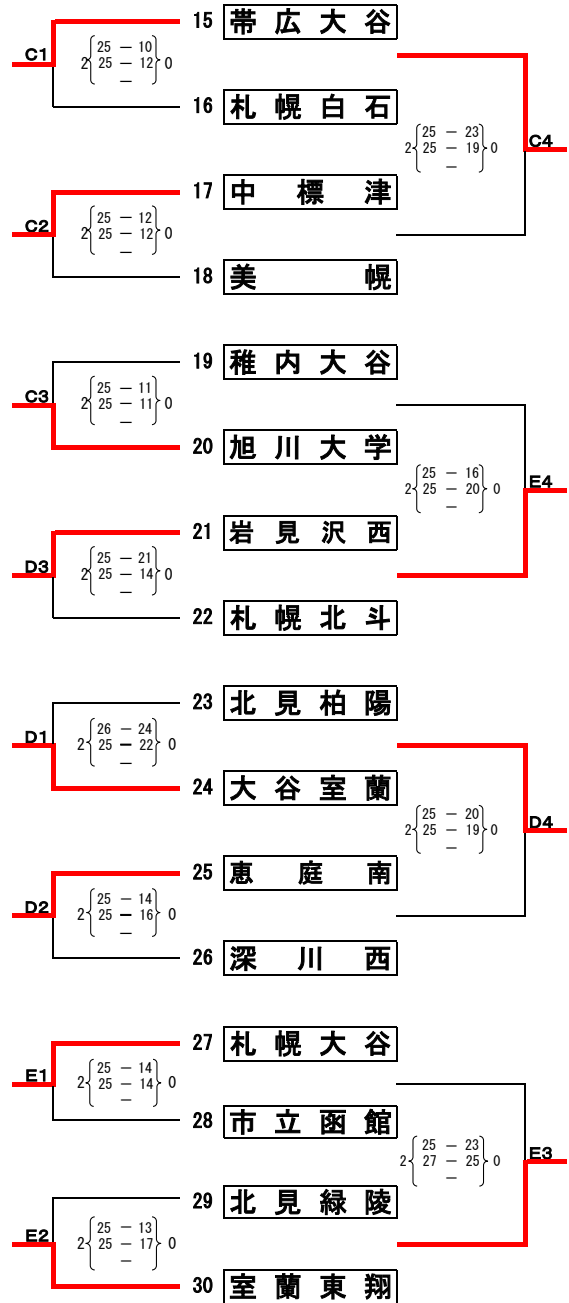 15 帯広大谷
C1
2 25 － 10 0
25 － 12
－
16 札幌白石
2 25 － 23 0
25 － 19
－
C4
17 中標津
C2
2 25 － 12 0
25 － 12
－
18 美幌
19 稚内大谷
C3
2 25 － 11 0
25 － 11
－
20 旭川大学
2 25 － 16 0
25 － 20
－
E4
21 岩見沢西
D3
2 25 － 21 0
25 － 14
－
22 札幌北斗
23 北見柏陽
D1
2 26 － 24 0
25 － 22
－
24 大谷室蘭
2 25 － 20 0
25 － 19
－
D4
25 恵庭南
D2
2 25 － 14 0
25 － 16
－
26 深川西
27 札幌大谷
E1
2 25 － 14 0
25 － 14
－
28 市立函館
2 25 － 23 0
27 － 25
－
E3
29 北見緑陵
E2
2 25 － 13 0
25 － 17
－
30 室蘭東翔